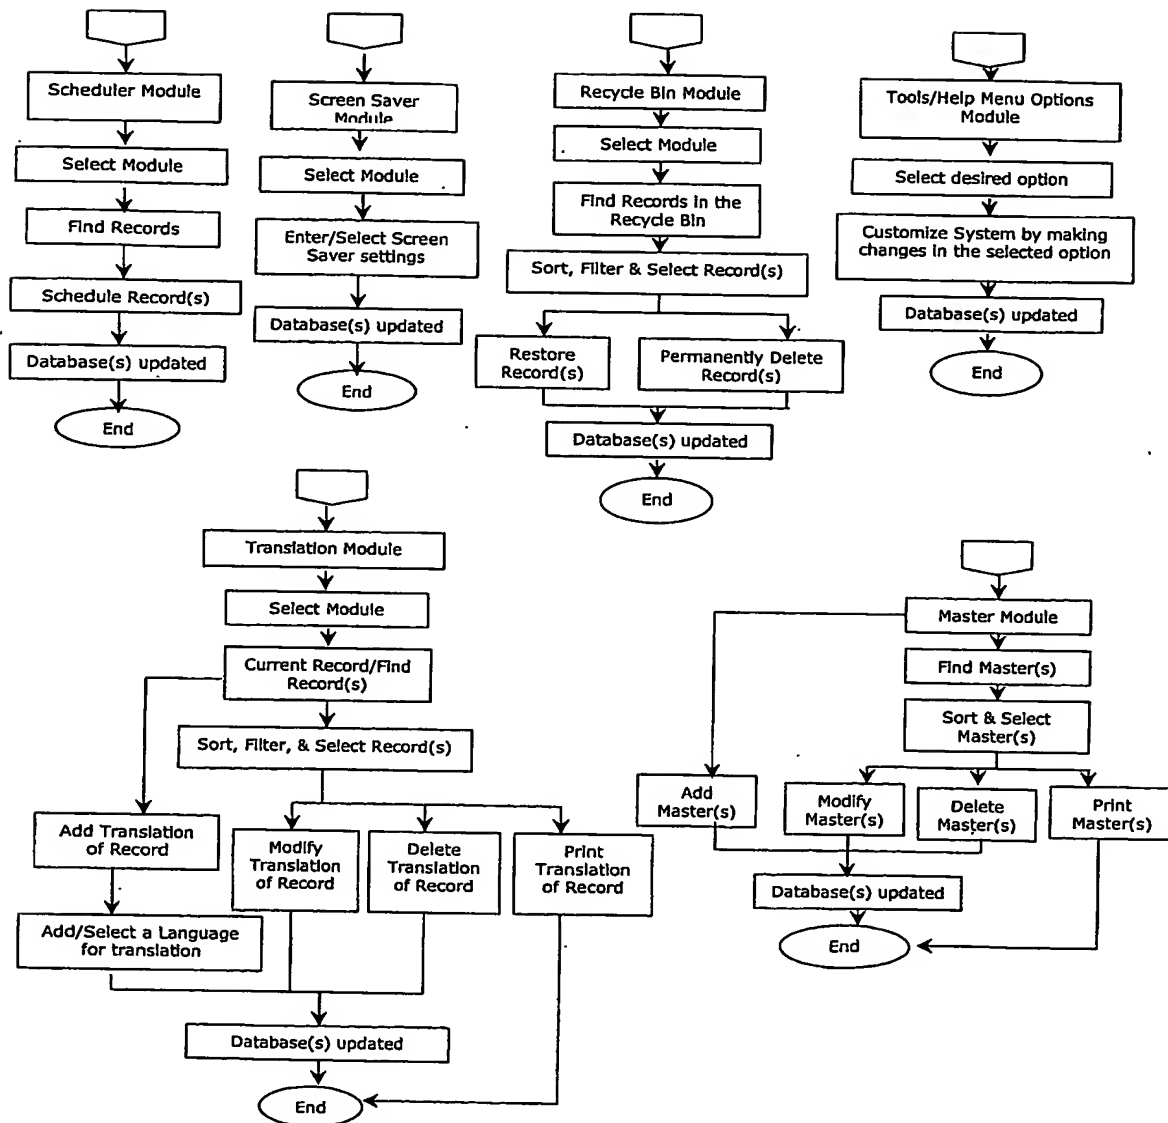 Scheduler Module
Select Module
Find Records
Schedule Record(s)
Database(s) updated
End
Screen Saver
Module
Select Module
Enter/Select Screen
Saver settings
Database(s) updated
End
Recycle Bin Module
Select Module
Find Records in the
Recycle Bin
Sort, Filter & Select Record(s)
Restore
Record(s)
Permanently Delete
Record(s)
Database(s) updated
End
Tools/Help Menu Options
Module
Select desired option
Customize System by making
changes in the selected option
Database(s) updated
End
Translation Module
Select Module
Current Record/Find
Record(s)
Sort, Filter, & Select Record(s)
Add Translation
of Record
Modify
Translation
of Record
Delete
Translation
of Record
Print
Translation
of Record
Add/Select a Language
for translation
Database(s) updated
End
Master Module
Find Master(s)
Sort & Select
Master(s)
Add
Master(s)
Modify
Master(s)
Delete
Master(s)
Print
Master(s)
Database(s) updated
End